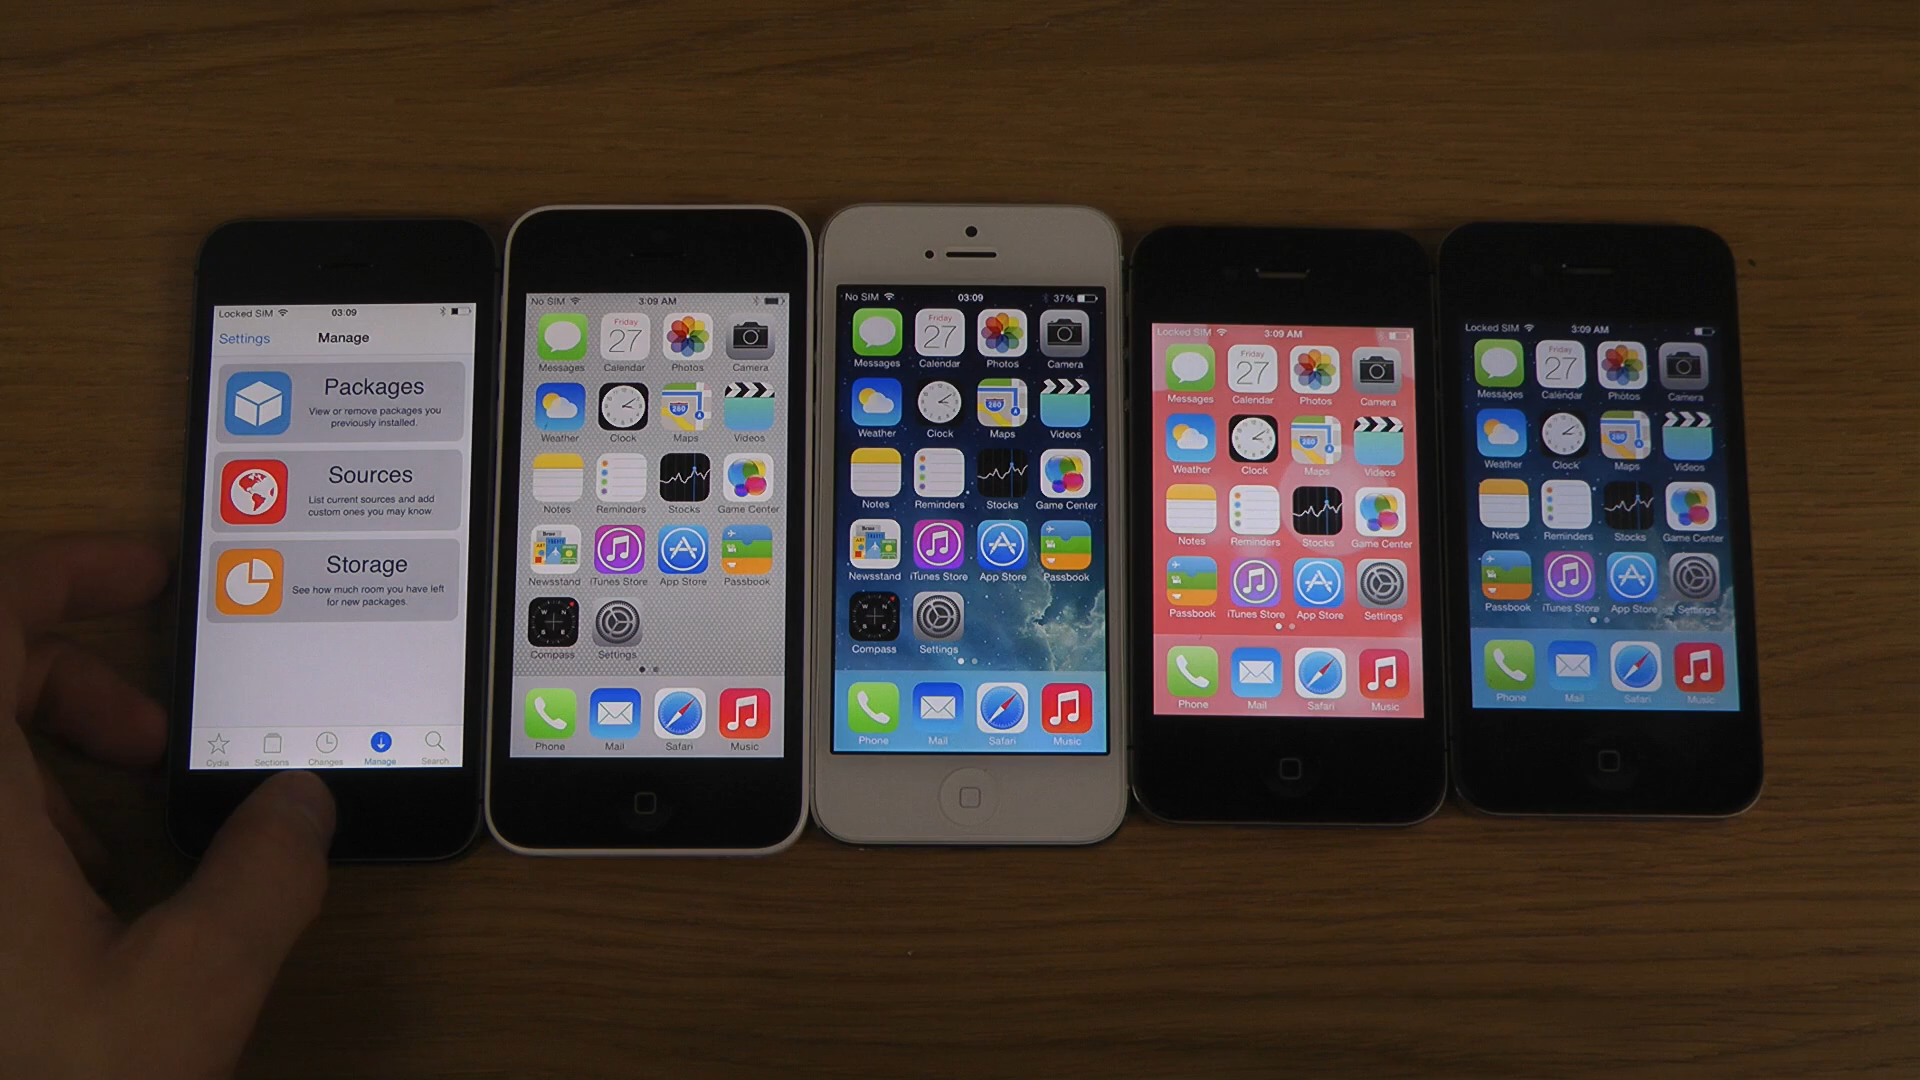 Locked SIM 03:09
Settings Manage
Packages
View or remove packages you
previously installed.
Sources
List current sources and add
custom ones you may know
Storage
See how much room you have left
for new packages.
Cydia Sections Changes Manage Search
No SIM 3:09 AM
Friday
27
Messages Calendar Photos Camera
280
Weather Clock Maps Videos
Notes Reminders Stocks Game Center
Newsstand iTunes Store App Store Passbook
N
W E
S
Compass Settings
Phone Mail Safari Music
No SIM 03:09 37%
Friday
27
Messages Calendar Photos Camera
280
Weather Clock Maps Videos
Notes Reminders Stocks Game Center
Newsstand iTunes Store App Store Passbook
Compass Settings
Phone Mail Safari Music
Locked SIM 3:09 AM
Friday
27
Messages Calendar Photos Camera
280
Weather Clock Maps Videos
Notes Reminders Stocks Game Center
Passbook iTunes Store App Store Settings
Phone Mail Safari Music
Locked SIM 3:09 AM
Friday
27
Messages Calendar Photos Camera
280
Weather Clock Maps Videos
Notes Reminders Stocks Game Center
Passbook iTunes Store App Store Settings
Phone Mail Safari Music